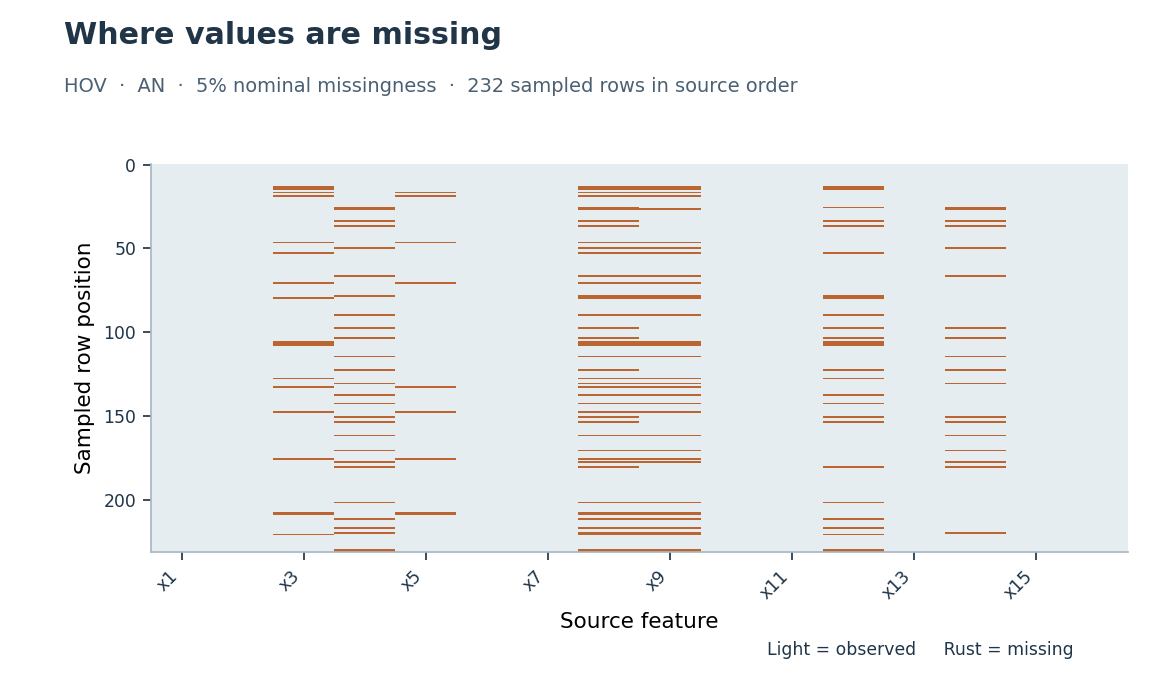 Where values are missing
HOV · AN · 5% nominal missingness · 232 sampled rows in source order
0
50
100
150
200
Sampled row position
x1
x3
x5
x7
x9
x11
x13
x15
Source feature
Light = observed Rust = missing